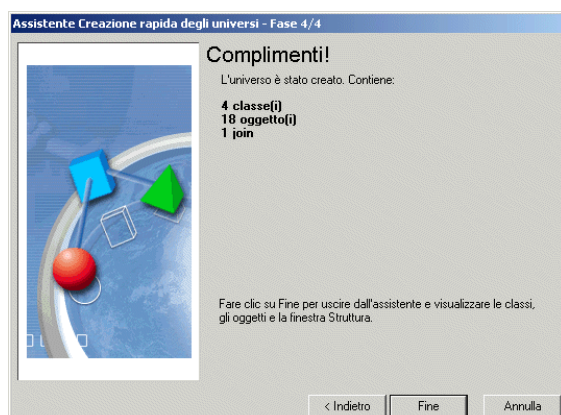 Assistente Creazione rapida degli universi - Fase 4/4
Complimenti!
L'universo è stato creato. Contiene:
4 classe(i)
18 oggetto(i)
1 join
Fare clic su Fine per uscire dall'assistente e visualizzare le classi,
gli oggetti e la finestra Struttura.
< Indietro
Fine
Annulla